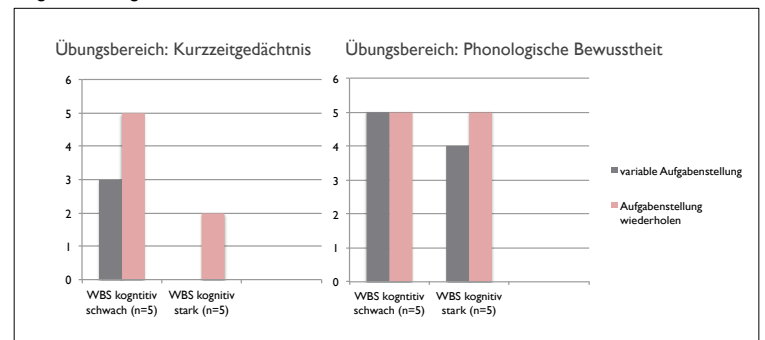 Übungsbereich: Kurzzeitgedächtnis
6
5
4
3
2
1
0
WBS kogntitiv
schwach (n=5)
WBS kognitiv
stark (n=5)
Übungsbereich: Phonologische Bewusstheit
6
5
4
3
2
1
0
WBS kogntitiv
schwach (n=5)
WBS kognitiv
stark (n=5)
variable Aufgabenstellung
Aufgabenstellung
wiederholen